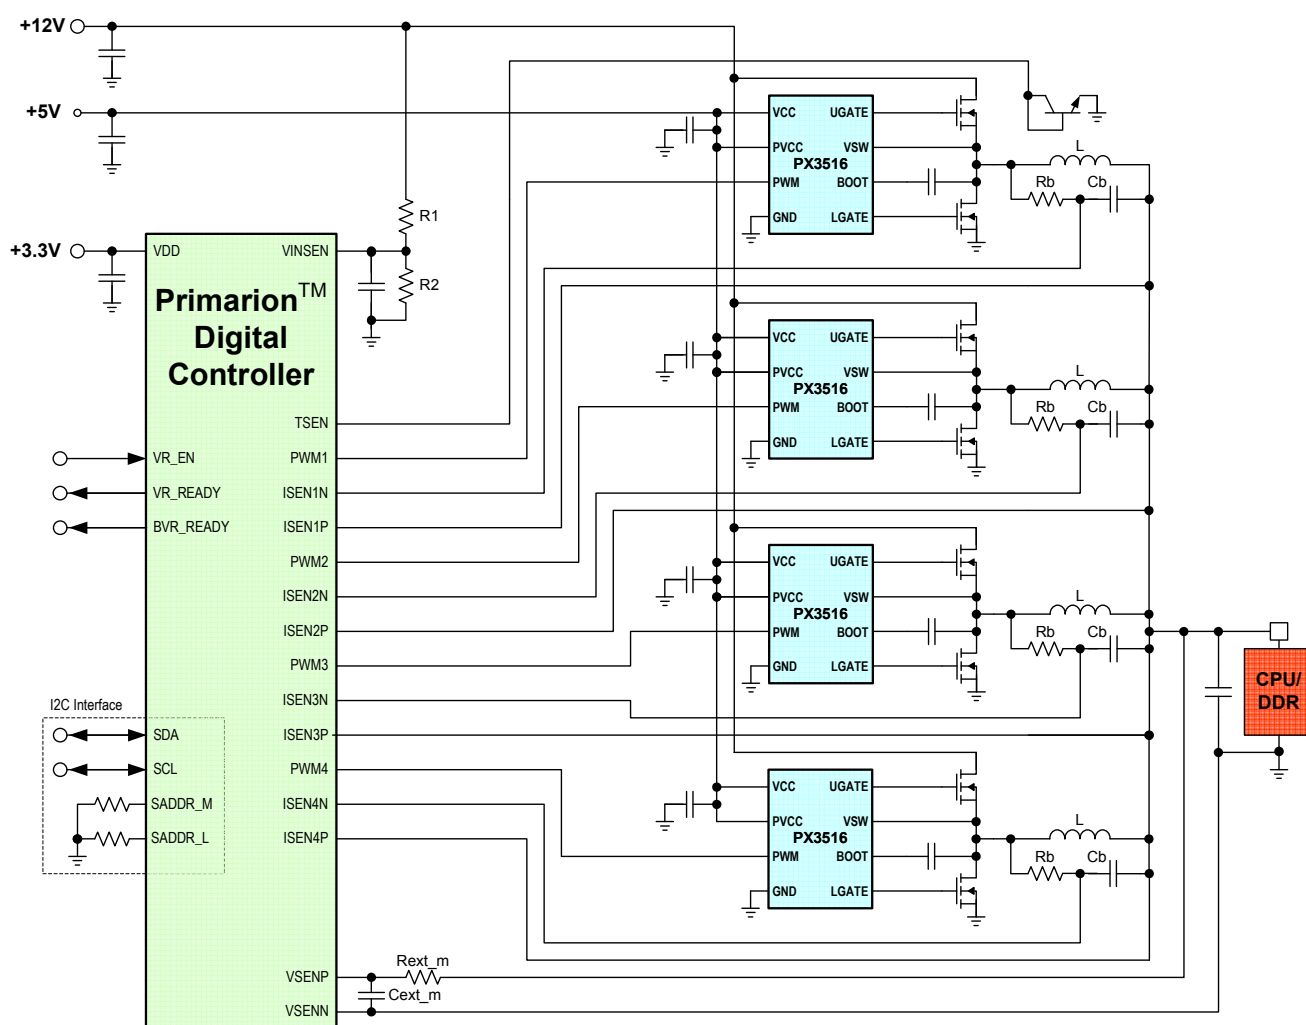 +12V
+5V
+3.3V
R1
R2
VDD
VINSEN
Primarion™
Digital
Controller
TSEN
VR_EN
PWM1
VR_READY
ISEN1N
BVR_READY
ISEN1P
PWM2
ISEN2N
ISEN2P
PWM3
ISEN3N
I2C Interface
SDA
ISEN3P
SCL
PWM4
SADDR_M
ISEN4N
SADDR_L
ISEN4P
VSENP
VSENN
Rext_m
Cext_m
VCC
UGATE
PVCC
VSW
PX3516
PWM
BOOT
GND
LGATE
L
Rb
Cb
VCC
UGATE
PVCC
VSW
PX3516
PWM
BOOT
GND
LGATE
L
Rb
Cb
VCC
UGATE
PVCC
VSW
PX3516
PWM
BOOT
GND
LGATE
L
Rb
Cb
VCC
UGATE
PVCC
VSW
PX3516
PWM
BOOT
GND
LGATE
L
Rb
Cb
CPU/
DDR